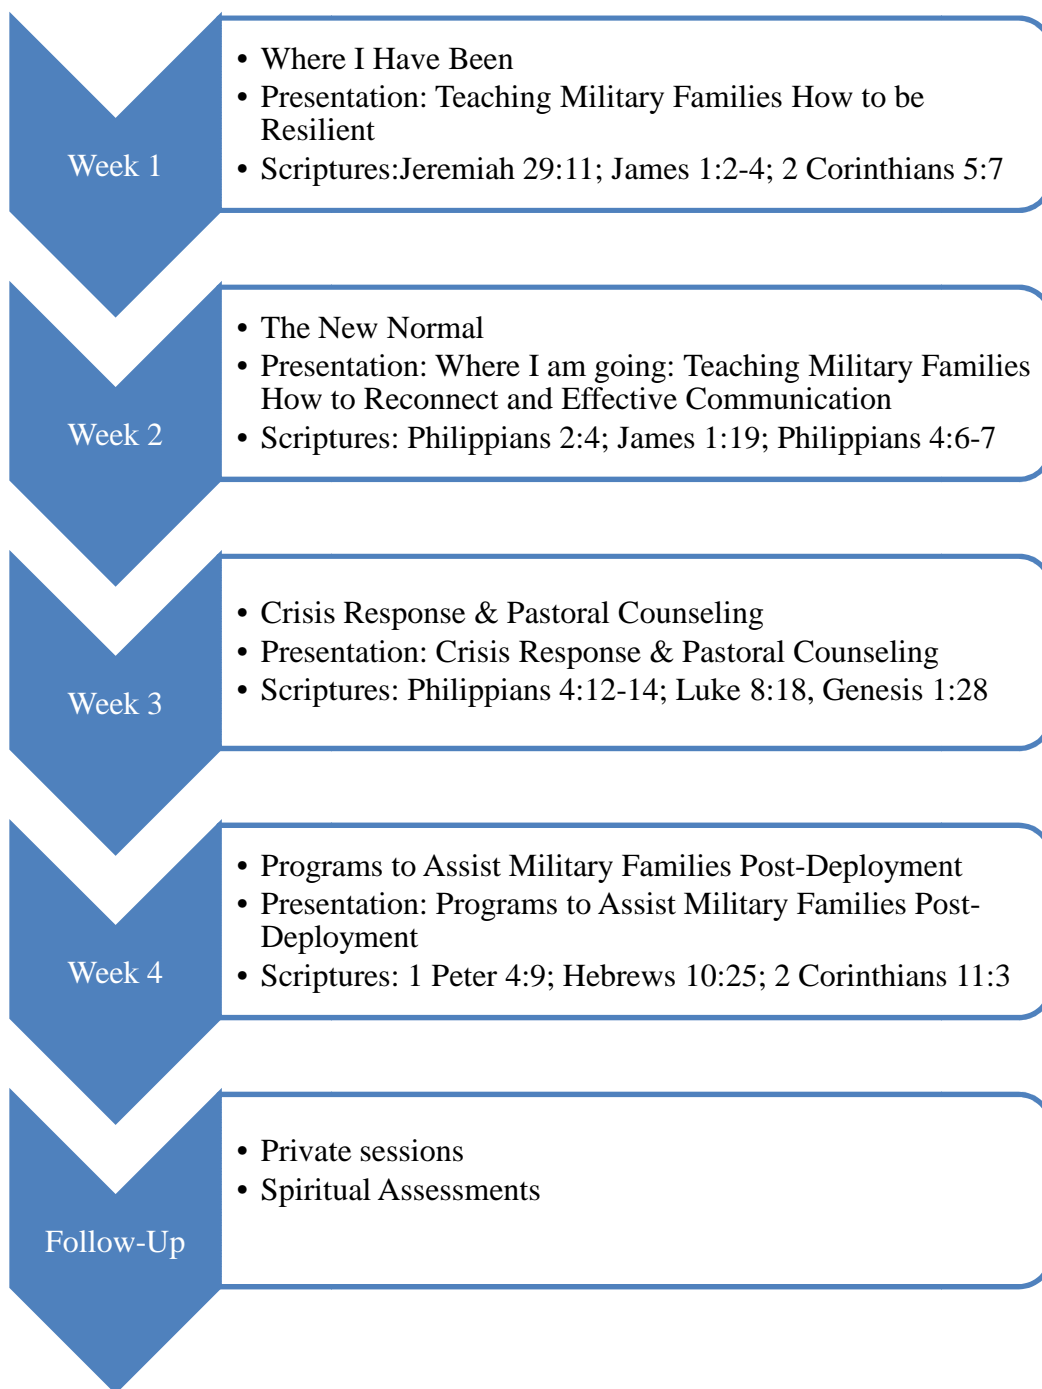 Week 1
• Where I Have Been
• Presentation: Teaching Military Families How to be
Resilient
• Scriptures:Jeremiah 29:11; James 1:2-4; 2 Corinthians 5:7
Week 2
• The New Normal
• Presentation: Where I am going: Teaching Military Families
How to Reconnect and Effective Communication
• Scriptures: Philippians 2:4; James 1:19; Philippians 4:6-7
Week 3
• Crisis Response & Pastoral Counseling
• Presentation: Crisis Response & Pastoral Counseling
• Scriptures: Philippians 4:12-14; Luke 8:18, Genesis 1:28
Week 4
• Programs to Assist Military Families Post-Deployment
• Presentation: Programs to Assist Military Families Post-
Deployment
• Scriptures: 1 Peter 4:9; Hebrews 10:25; 2 Corinthians 11:3
Follow-Up
• Private sessions
• Spiritual Assessments